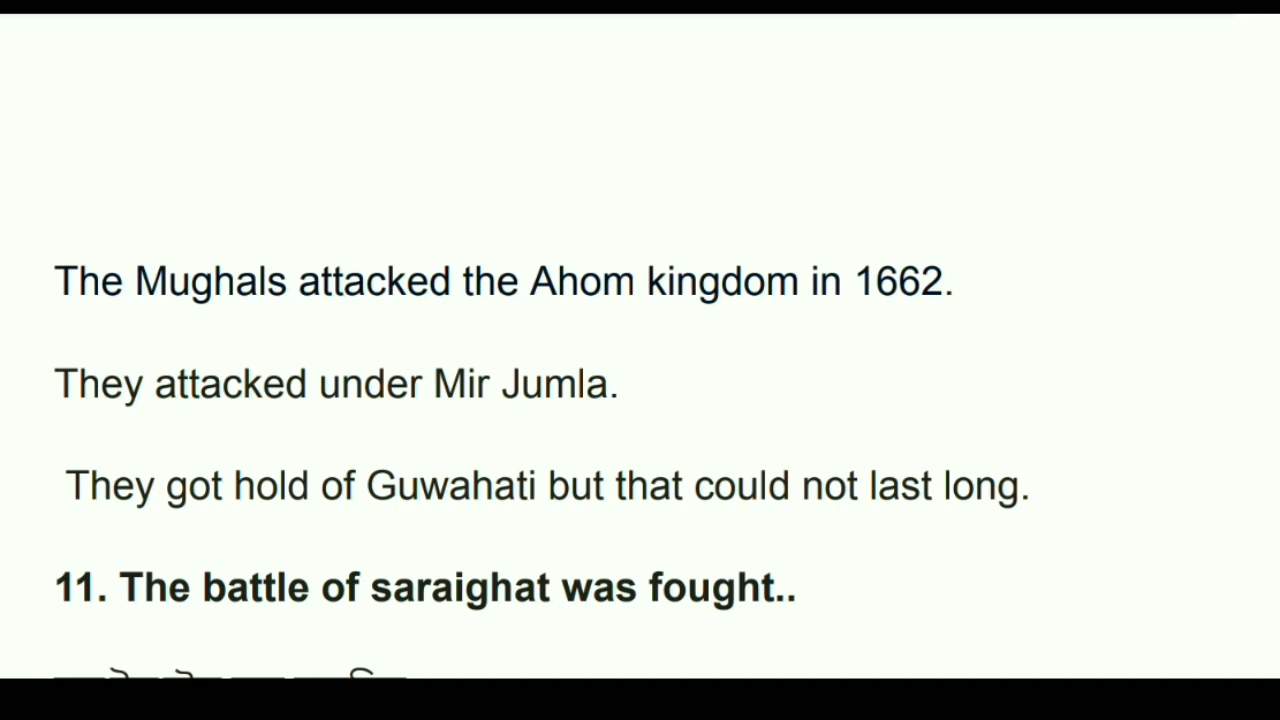 The Mughals attacked the Ahom kingdom in 1662.
They attacked under Mir Jumla.
They got hold of Guwahati but that could not last long.
11. The battle of saraighat was fought..